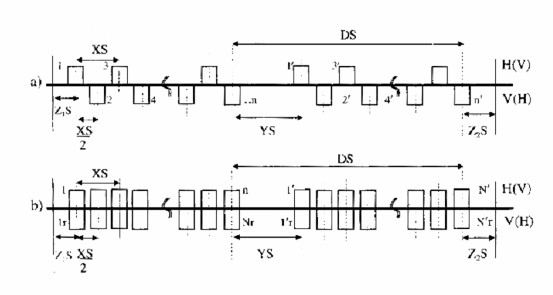 XS DS
1 3 1' 3' H(V)
a) 2 4 ...n 2' 4' n' V(H)
Z₁S
XS
2
YS Z₂S
XS DS
1 n 1' N' H(V)
b) 1r Nr 1'r N'r V(H)
XS
2
YS Z₂S